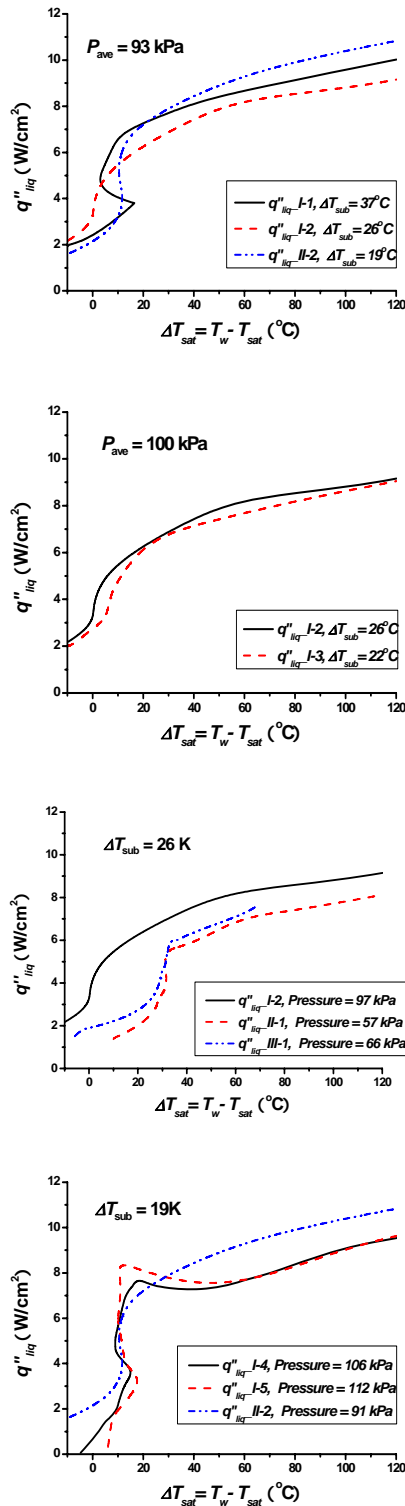 P_ave = 93 kPa
12
10
8
6
4
2
0
q''_liq (W/cm²)
q''_liq_I-1, ΔT_sub = 37°C
q''_liq_I-2, ΔT_sub = 26°C
q''_liq_II-2, ΔT_sub = 19°C
0 20 40 60 80 100 120
ΔT_sat = T_w - T_sat (°C)
P_ave = 100 kPa
12
10
8
6
4
2
0
q''_liq (W/cm²)
q''_liq_I-2, ΔT_sub = 26°C
q''_liq_I-3, ΔT_sub = 22°C
0 20 40 60 80 100 120
ΔT_sat = T_w - T_sat (°C)
ΔT_sub = 26 K
12
10
8
6
4
2
0
q''_liq (W/cm²)
q''_liq_I-2, Pressure = 97 kPa
q''_liq_II-1, Pressure = 57 kPa
q''_liq_III-1, Pressure = 66 kPa
0 20 40 60 80 100 120
ΔT_sat = T_w - T_sat (°C)
ΔT_sub = 19K
12
10
8
6
4
2
0
q''_liq (W/cm²)
q''_liq_I-4, Pressure = 106 kPa
q''_liq_I-5, Pressure = 112 kPa
q''_liq_II-2, Pressure = 91 kPa
0 20 40 60 80 100 120
ΔT_sat = T_w - T_sat (°C)